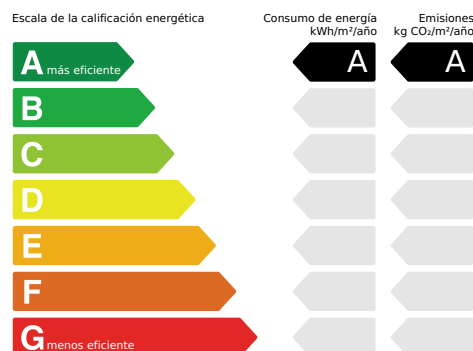 Escala de la calificación energética
Consumo de energía
kWh/m²/año
Emisiones
kg CO₂/m²/año
A más eficiente
A
A
B
C
D
E
F
G menos eficiente